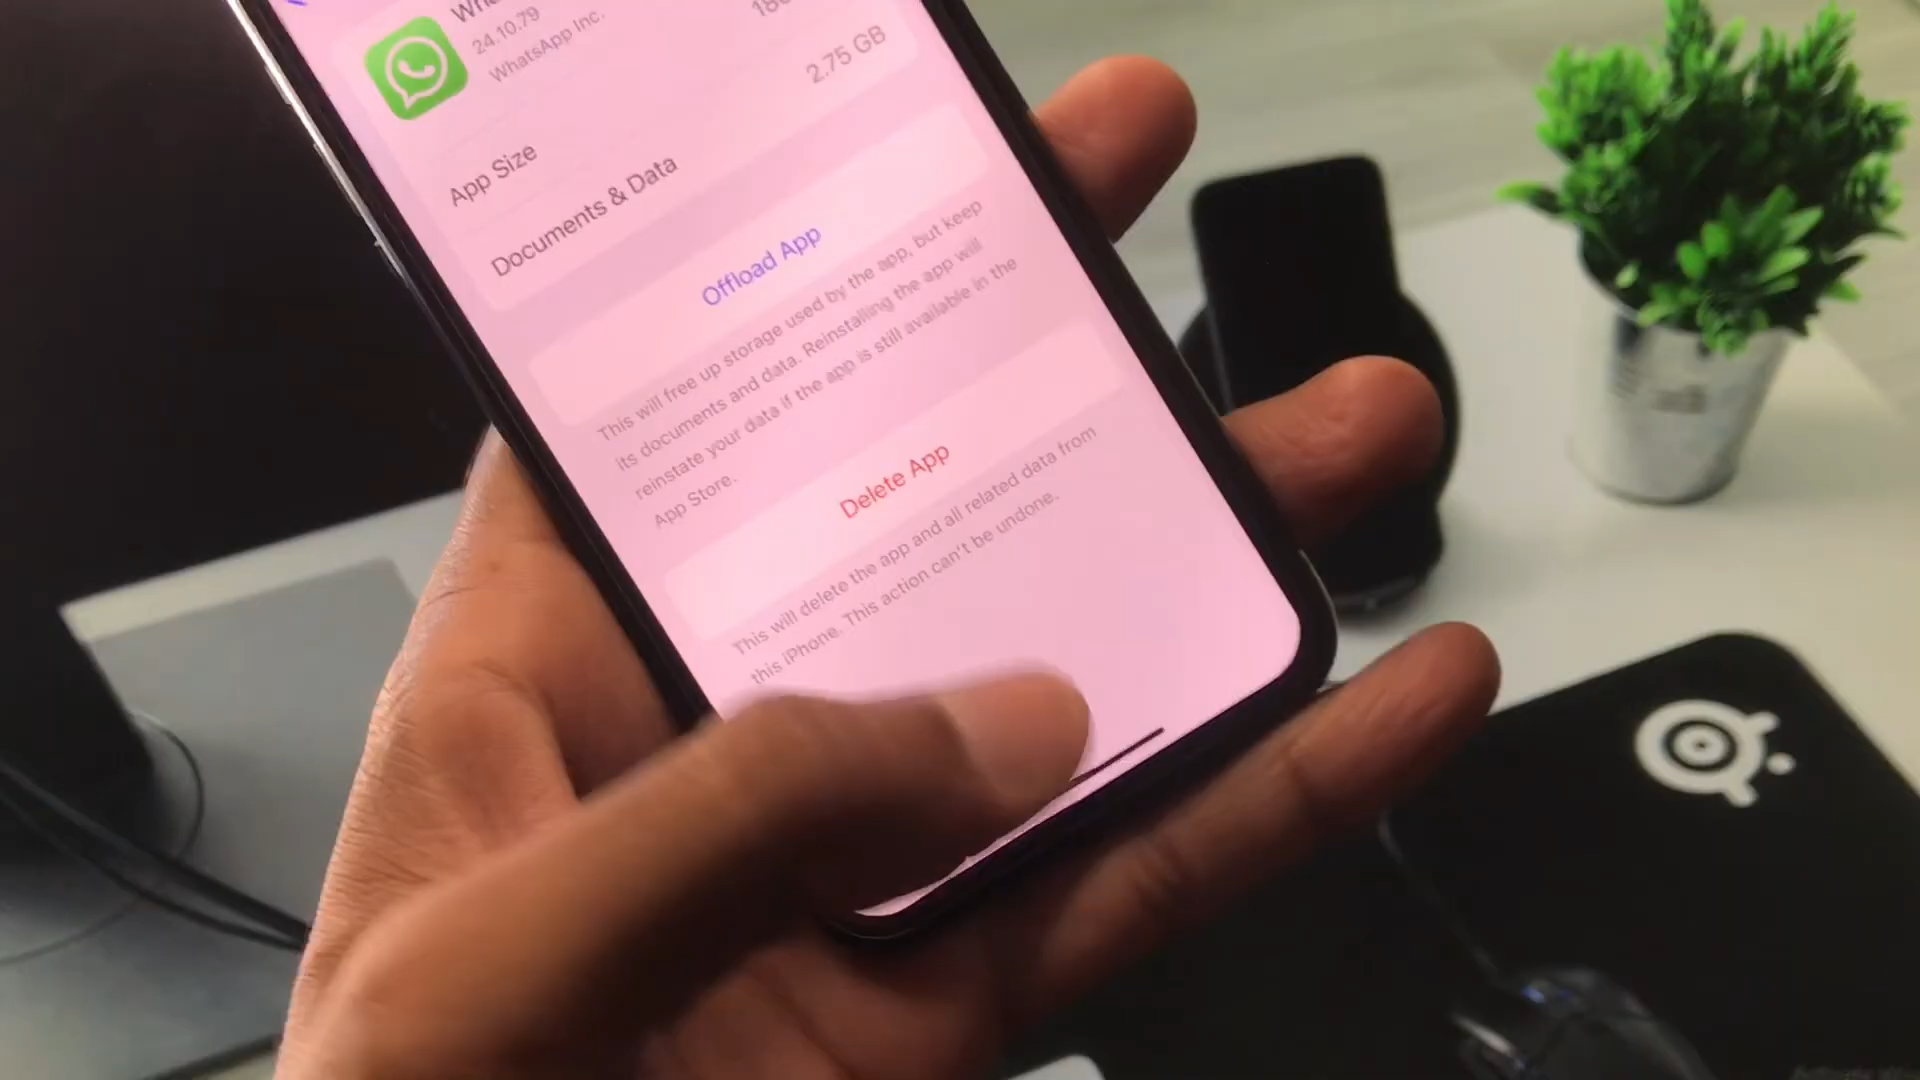 24.10.79
WhatsApp Inc.
App Size
2.75 GB
Documents & Data
Offload App
This will free up storage used by the app, but keep
its documents and data. Reinstalling the app will
reinstate your data if the app is still available in the
App Store.
Delete App
This will delete the app and all related data from
this iPhone. This action can't be undone.